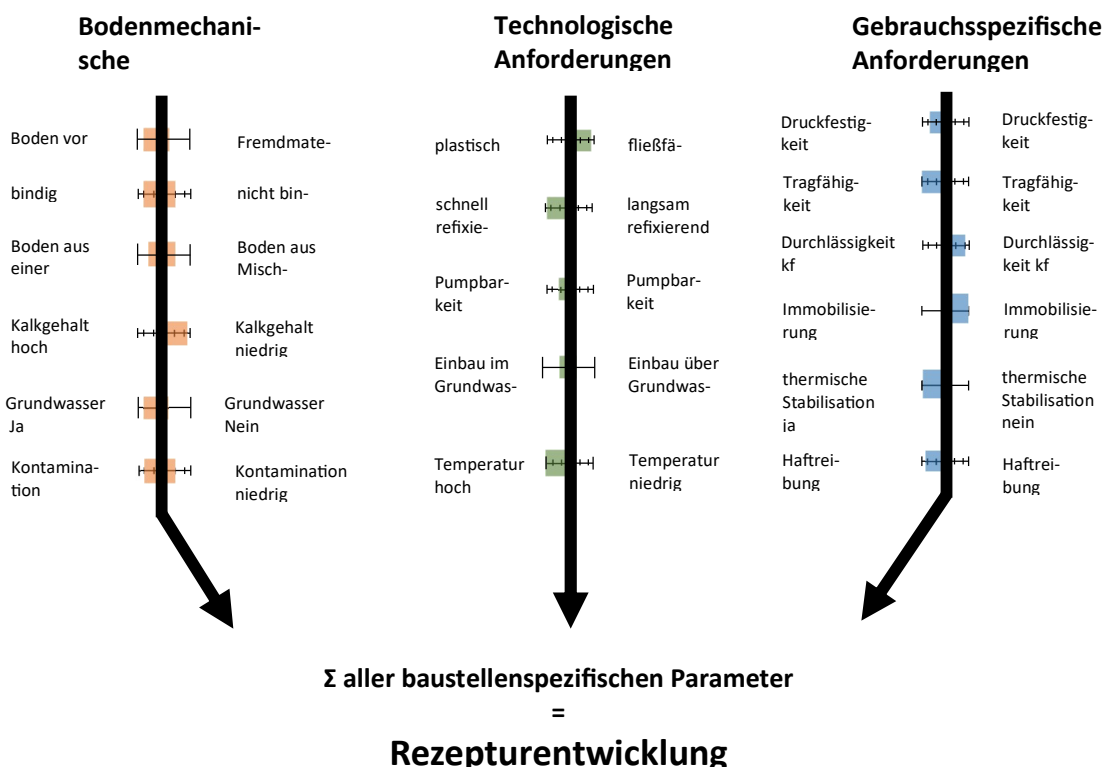 Bodenmechani-
sche
Boden vor
Fremdmate-
bindig
nicht bin-
Boden aus
einer
Boden aus
Misch-
Kalkgehalt
hoch
Kalkgehalt
niedrig
Grundwasser
Ja
Grundwasser
Nein
Kontamina-
tion
Kontamination
niedrig
Technologische
Anforderungen
plastisch
fließfä-
schnell
refixie-
langsam
refixierend
Pumpbar-
keit
Pumpbar-
keit
Einbau im
Grundwas-
Einbau über
Grundwas-
Temperatur
hoch
Temperatur
niedrig
Gebrauchsspezifische
Anforderungen
Druckfestig-
keit
Druckfestig-
keit
Tragfähig-
keit
Tragfähig-
keit
Durchlässigkeit
kf
Durchlässig-
keit kf
Immobilisie-
rung
Immobilisie-
rung
thermische
Stabilisation
ja
thermische
Stabilisation
nein
Haftrei-
bung
Haftrei-
bung
Σ aller baustellenspezifischen Parameter
=
Rezepturentwicklung